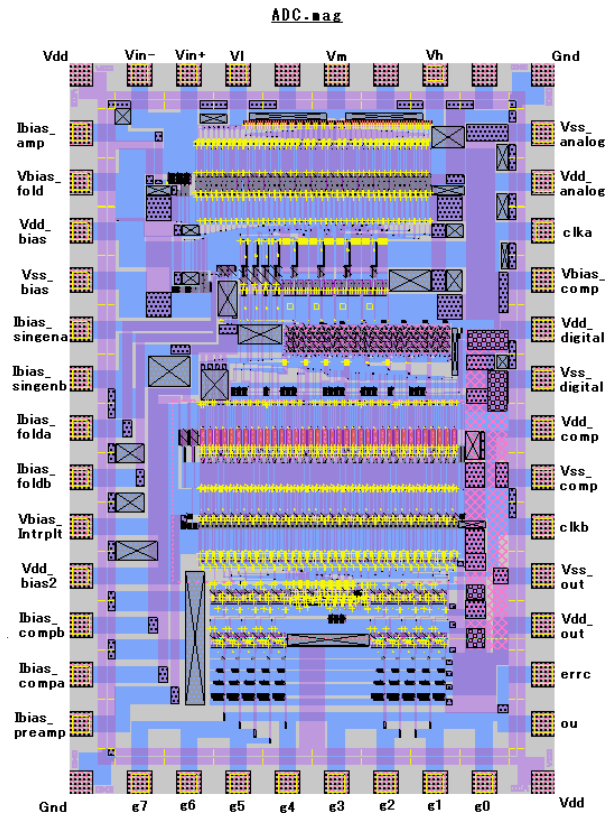 ADC.mag
Vdd Vin- Vin+ Vl Vm Vh Gnd
Ibias_
amp
Vss_
analog
Vbias_
fold
Vdd_
analog
Vdd_
bias
clka
Vss_
bias
Vbias_
comp
Ibias_
singena
Vdd_
digital
Ibias_
singenb
Vss_
digital
Ibias_
folda
Vdd_
comp
Ibias_
foldb
Vss_
comp
Vbias_
Intrplt
clkb
Vdd_
bias2
Vss_
out
Ibias_
compb
Vdd_
out
Ibias_
compa
errc
Ibias_
preamp
ou
Gnd g7 g6 g5 g4 g3 g2 g1 g0 Vdd